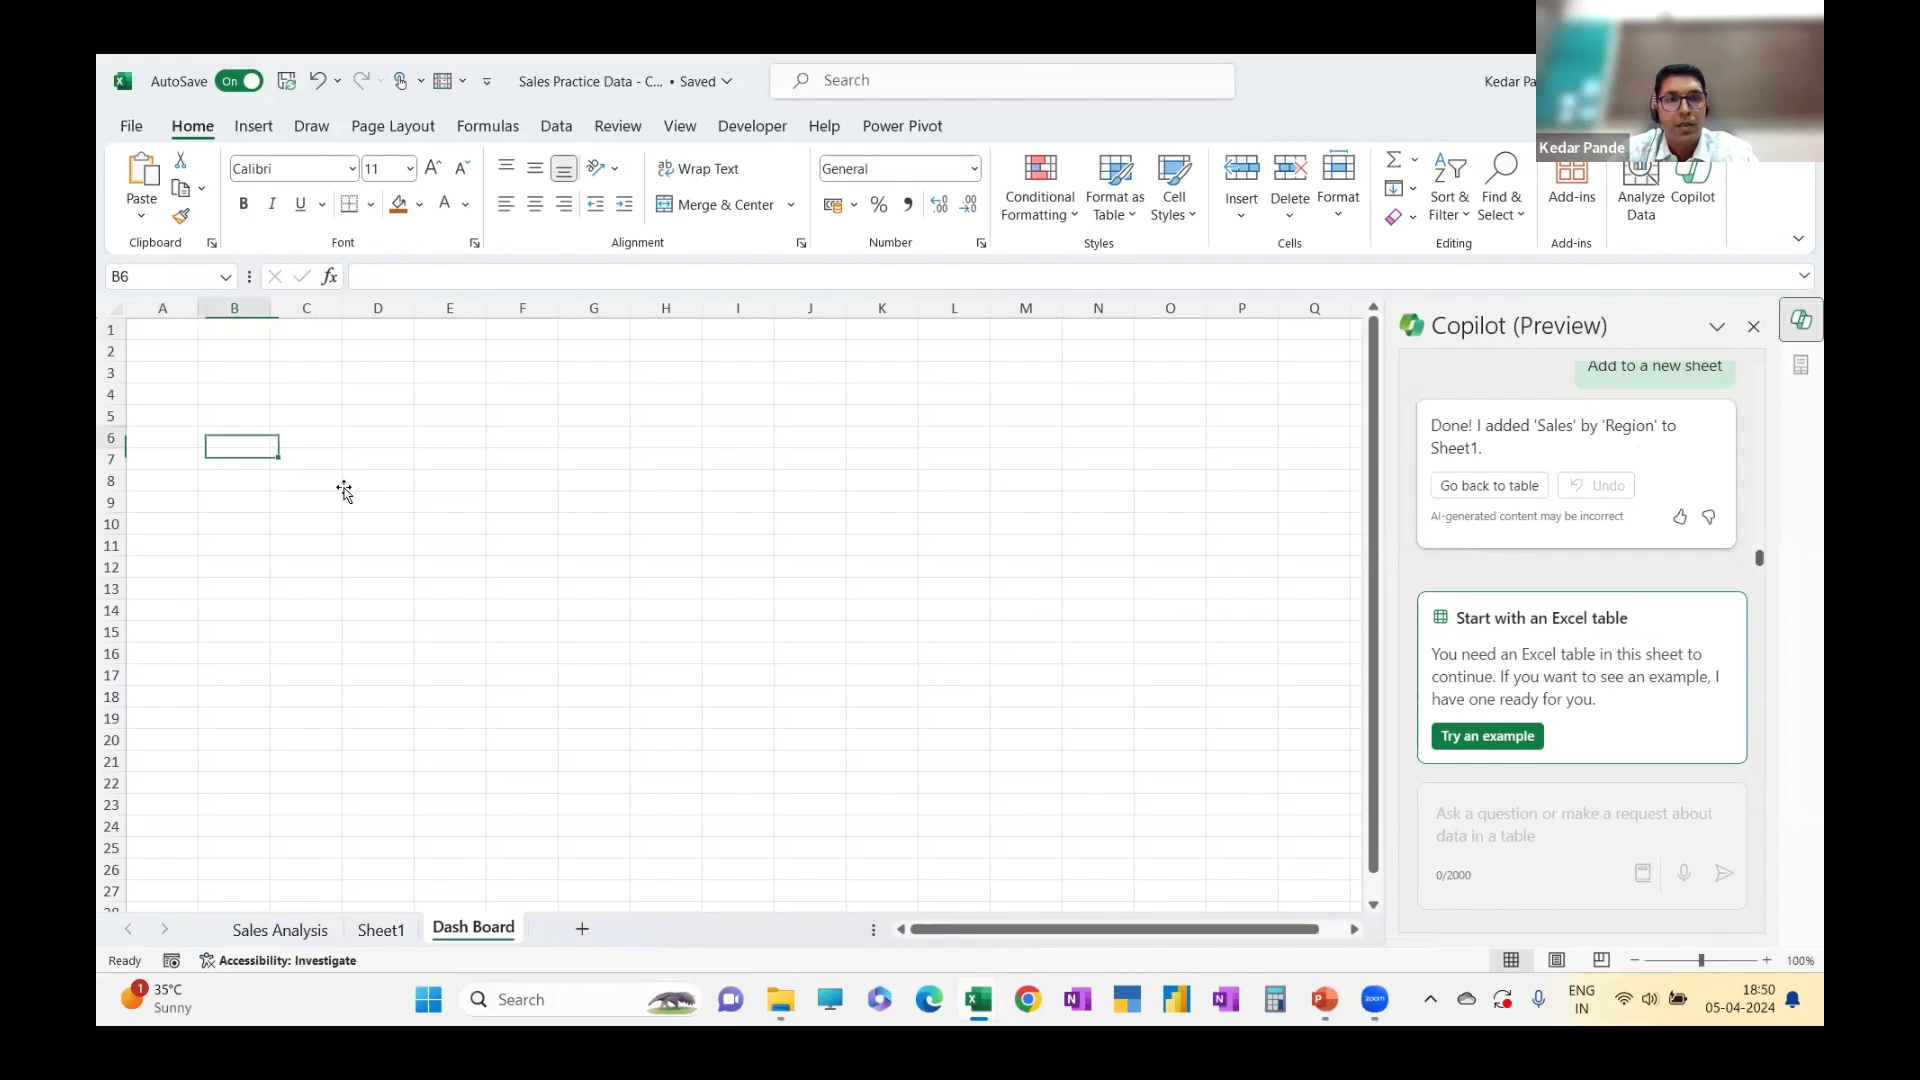 AutoSave On Sales Practice Data - C... • Saved Search Kedar Pa
File Home Insert Draw Page Layout Formulas Data Review View Developer Help Power Pivot
Kedar Pande
Paste
Clipboard
Calibri 11
B I U A
Font
ab Wrap Text
Merge & Center
Alignment
General
% 
Number
Conditional
Formatting
Format as
Table
Cell
Styles
Styles
Insert
Delete
Format
Cells
Sort &
Filter
Find &
Select
Editing
Add-ins
Add-ins
Analyze
Data
Copilot
B6 fx
A B C D E F G H I J K L M N O P Q
1
2
3
4
5
6
7
8
9
10
11
12
13
14
15
16
17
18
19
20
21
22
23
24
25
26
27
28
Copilot (Preview)
Add to a new sheet
Done! I added 'Sales' by 'Region' to
Sheet1.
Go back to table Undo
AI-generated content may be incorrect
Start with an Excel table
You need an Excel table in this sheet to
continue. If you want to see an example, I
have one ready for you.
Try an example
Ask a question or make a request about
data in a table
0/2000
Sales Analysis Sheet1 Dash Board
Ready Accessibility: Investigate 100%
1 35°C
Sunny
Search
zoom
ENG
IN
18:50
05-04-2024